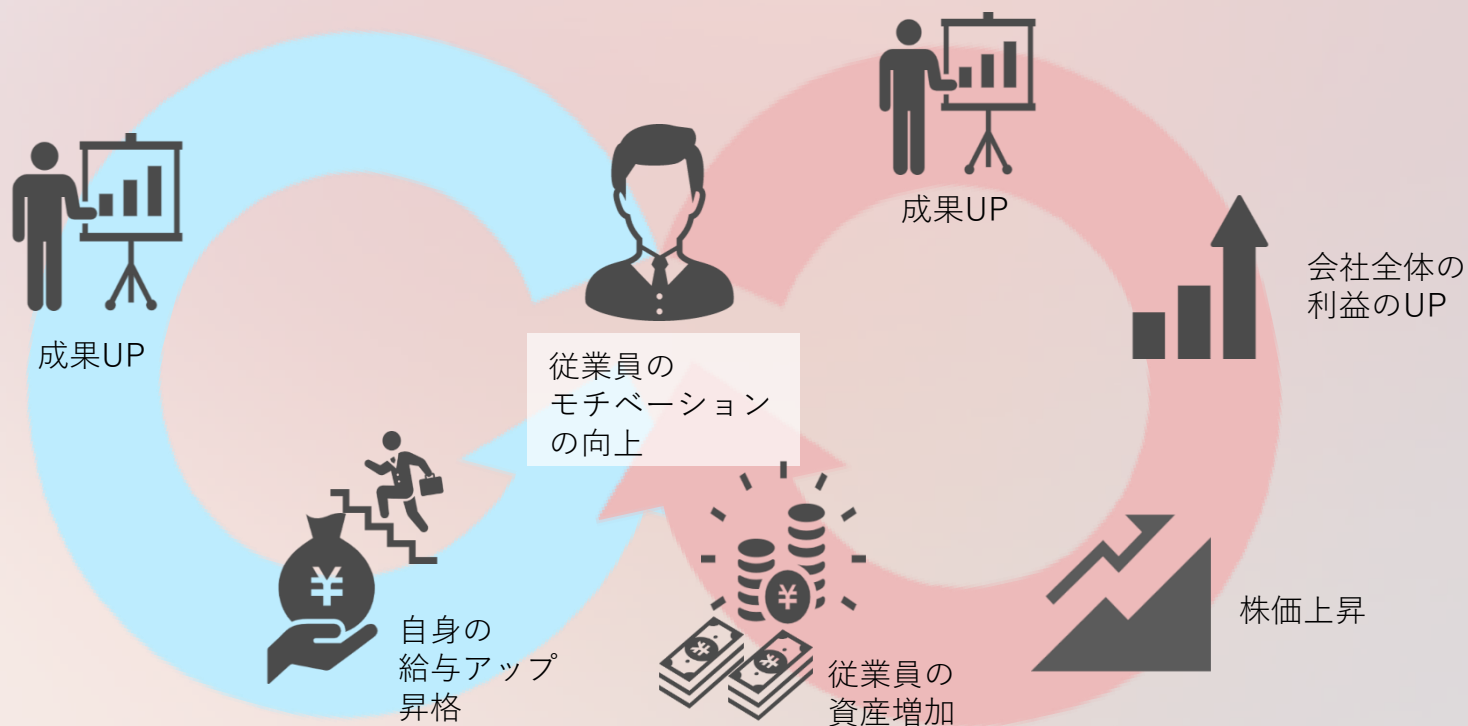 成果UP
成果UP
会社全体の
利益のUP
従業員の
モチベーション
の向上
¥
自身の
給与アップ
昇格
¥
¥
¥
従業員の
資産増加
株価上昇